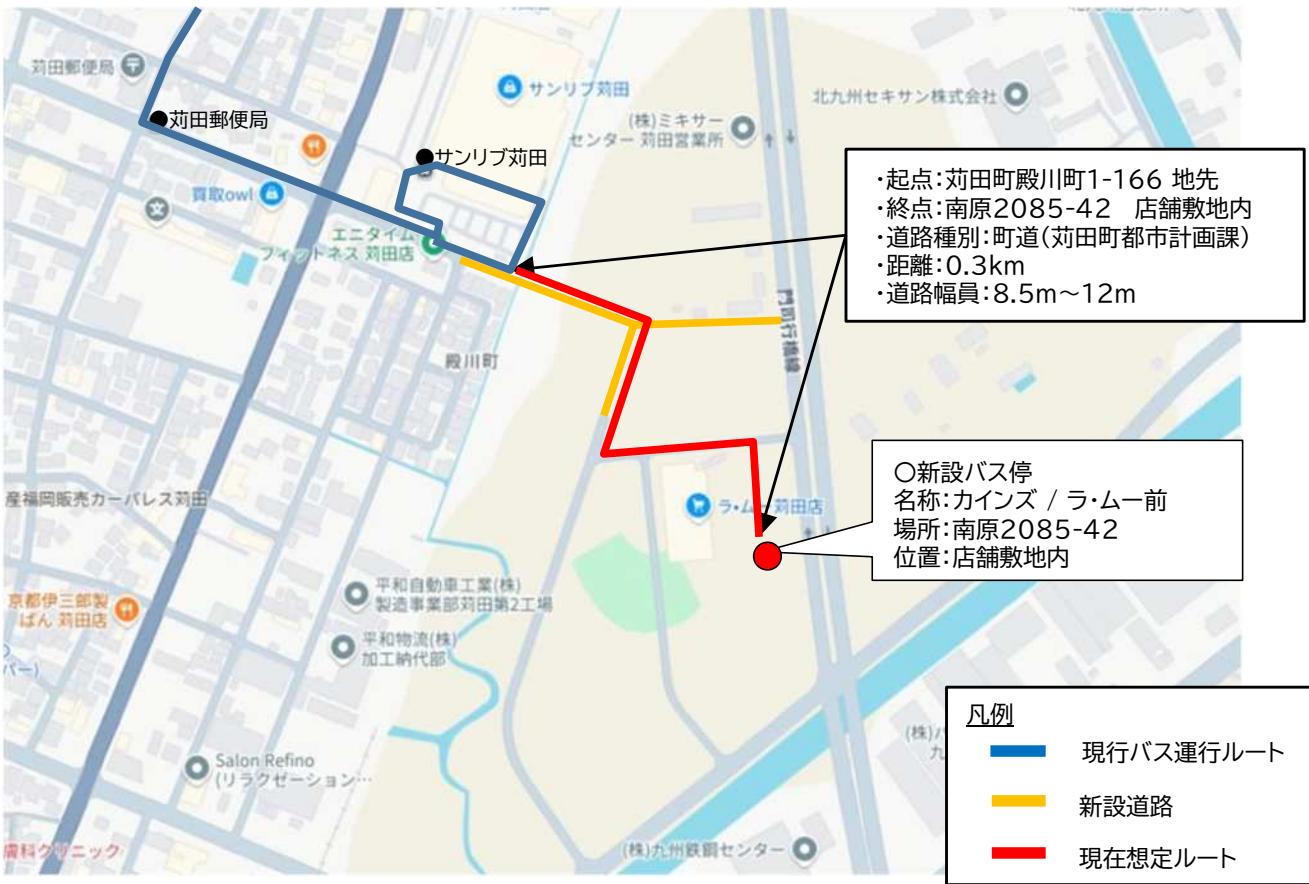 苅田郵便局
サンリブ苅田
北九州セキサン株式会社
(株)ミキサー
センター 苅田営業所
●苅田郵便局
●サンリブ苅田
買取owl
エニタイム
フィットネス 苅田店
・起点:苅田町殿川町1-166 地先
・終点:南原2085-42 店舗敷地内
・道路種別:町道(苅田町都市計画課)
・距離:0.3km
・道路幅員:8.5m~12m
門司行橋線
殿川町
〇新設バス停
名称:カインズ / ラ・ムー前
場所:南原2085-42
位置:店舗敷地内
産福岡販売カーパレス苅田
ラ・ムー 苅田店
平和自動車工業(株)
製造事業部苅田第2工場
京都伊三郎製
ぱん 苅田店
平和物流(株)
加工納代部
パー)
Salon Refino
(リラクゼーション…
(株)九州鉄鋼センター
膚科クリニック
凡例
現行バス運行ルート
新設道路
現在想定ルート